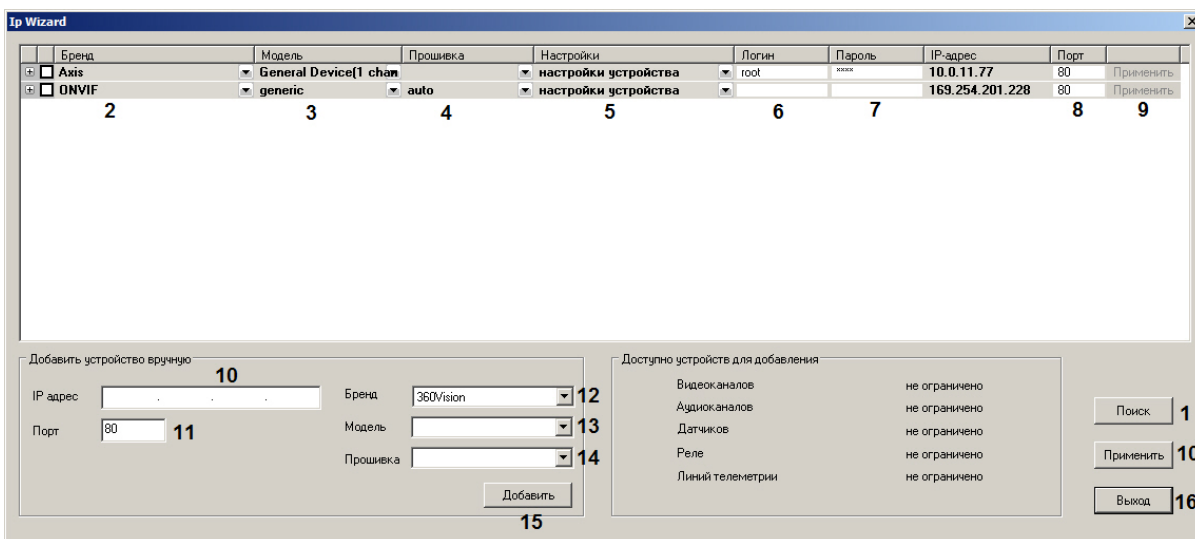 Ip Wizard
Бренд Модель Прошивка Настройки Логин Пароль IP-адрес Порт
Axis General Device(1 chan настройки устройства root xxxx 10.0.11.77 80 Применить
ONVIF generic auto настройки устройства 169.254.201.228 80 Применить
2 3 4 5 6 7 8 9
Добавить устройство вручную
10
IP адрес . . .
Порт 80 11
Бренд 360Vision 12
Модель 13
Прошивка 14
Добавить
15
Доступно устройств для добавления
Видеоканалов не ограничено
Аудиоканалов не ограничено
Датчиков не ограничено
Реле не ограничено
Линий телеметрии не ограничено
Поиск 1
Применить 10
Выход 16